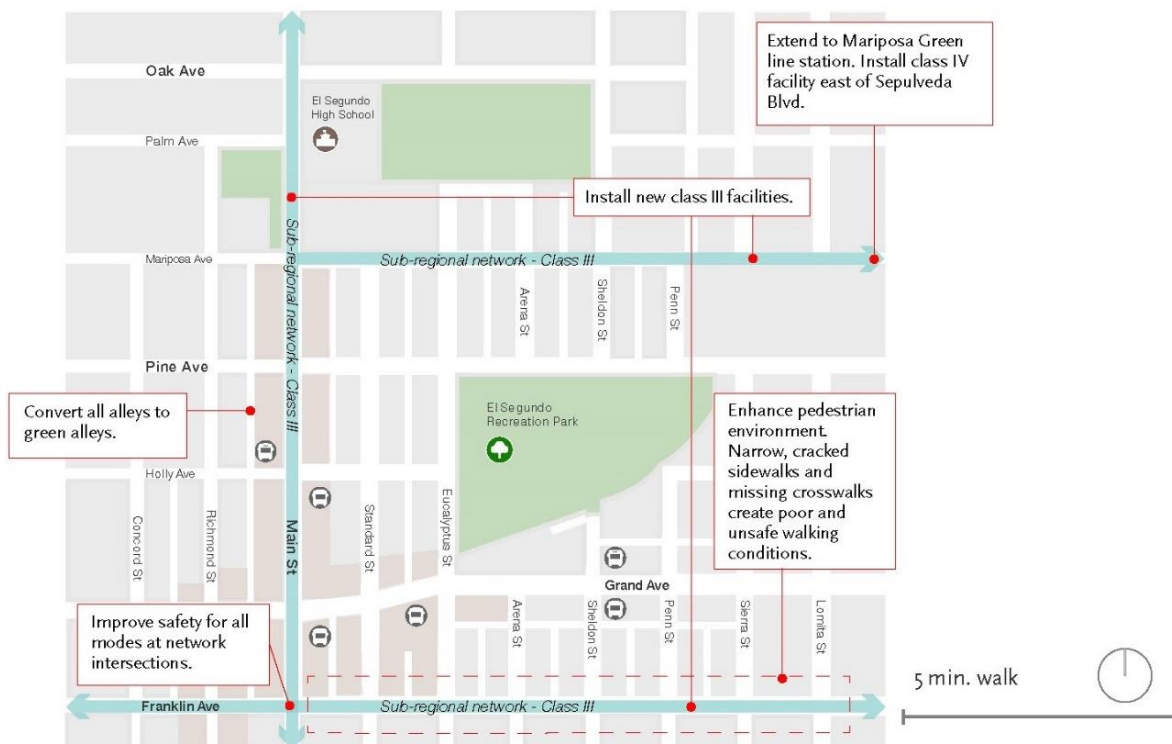 Oak Ave
El Segundo
High School
Extend to Mariposa Green
line station. Install class IV
facility east of Sepulveda
Blvd.
Palm Ave
Install new class III facilities.
Sub-regional network - Class III
Mariposa Ave
Sub-regional network - Class III
Arena St
Sheldon St
Penn St
Pine Ave
Convert all alleys to
green alleys.
El Segundo
Recreation Park
Enhance pedestrian
environment.
Narrow, cracked
sidewalks and
missing crosswalks
create poor and
unsafe walking
conditions.
Holly Ave
Concord St
Richmond St
Main St
Standard St
Eucalyptus St
Grand Ave
Arena St
Sheldon St
Penn St
Sierra St
Lomita St
Improve safety for all
modes at network
intersections.
Franklin Ave
Sub-regional network - Class III
5 min. walk